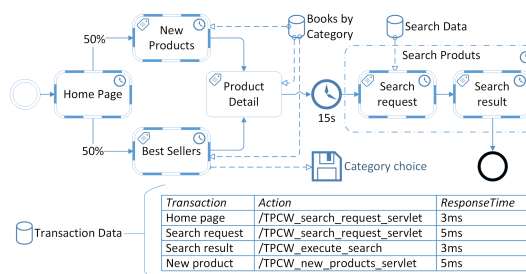 50%
New
Products
Books by
Category
Search Data
Search Produts
Home Page
Product
Detail
15s
Search
request
Search
result
50%
Best Sellers
Category choice
Transaction Data
Transaction Action ResponseTime
Home page /TPCW_search_request_servlet 3ms
Search request /TPCW_search_request_servlet 5ms
Search result /TPCW_execute_search 3ms
New product /TPCW_new_products_servlet 5ms